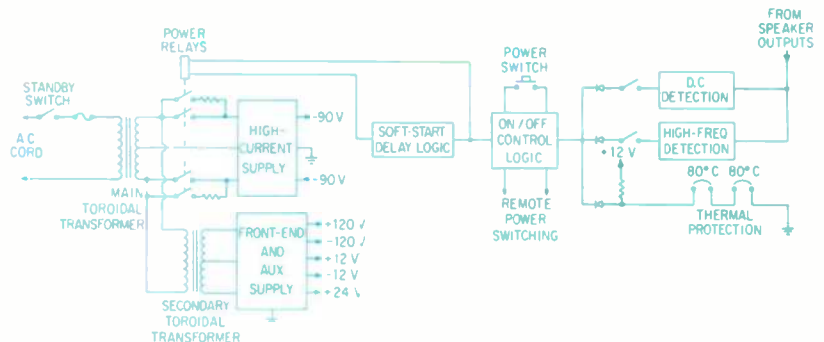 FROM
SPEAKER
OUTPUTS
POWER
RELAYS
POWER
SWITCH
STANDBY
SWITCH
D.C
DETECTION
A C
CORD
-90 V
HIGH-
CURRENT
SUPPLY
SOFT-START
DELAY LOGIC
ON / OFF
CONTROL
LOGIC
HIGH-FREQ
DETECTION
+12 V
-90 V
80° C 80° C
MAIN
TOROIDAL
TRANSFORMER
REMOTE
POWER
SWITCHING
THERMAL
PROTECTION
FRONT-END
AND
AUX
SUPPLY
+120
-120
+12 V
-12 V
+24
SECONDARY
TOROIDAL
TRANSFORMER